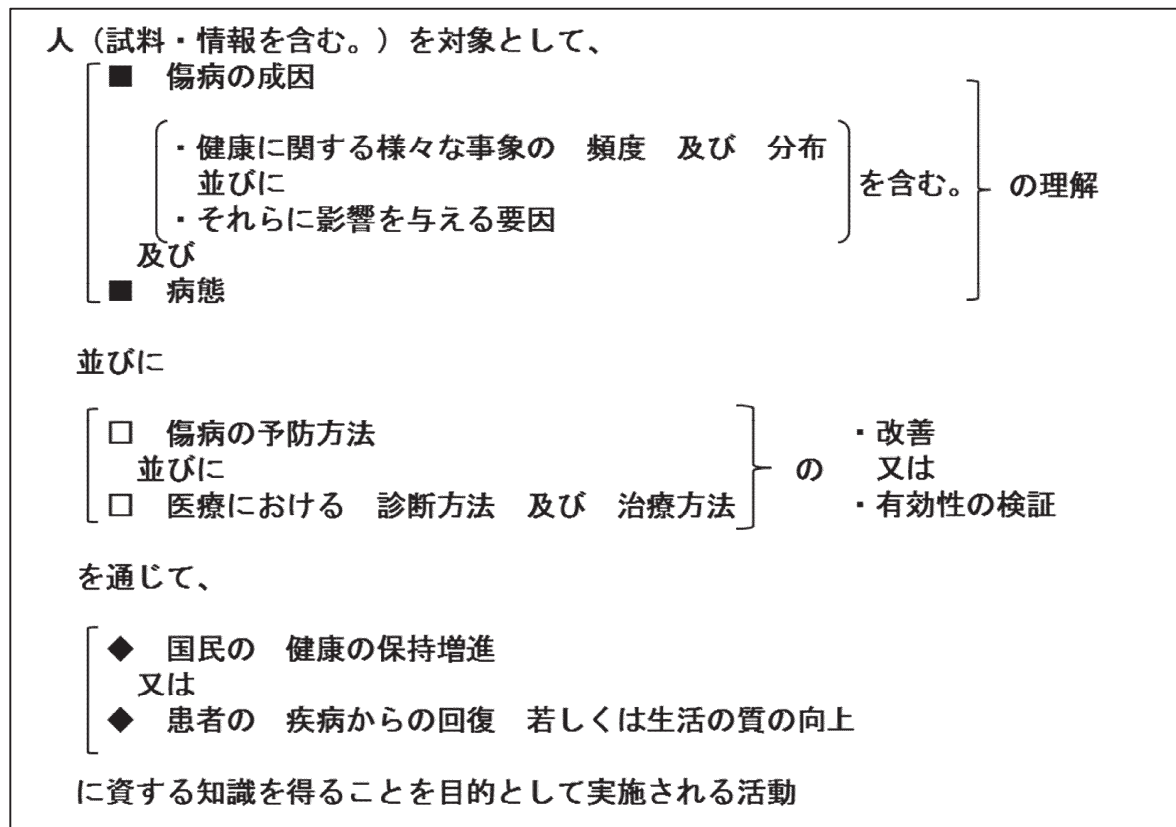 人（試料・情報を含む。）を対象として、
■ 傷病の成因
・健康に関する様々な事象の 頻度 及び 分布
並びに
・それらに影響を与える要因
を含む。
の理解
及び
■ 病態
並びに
□ 傷病の予防方法
並びに
□ 医療における 診断方法 及び 治療方法
の
・改善
又は
・有効性の検証
を通じて、
◆ 国民の 健康の保持増進
又は
◆ 患者の 疾病からの回復 若しくは生活の質の向上
に資する知識を得ることを目的として実施される活動